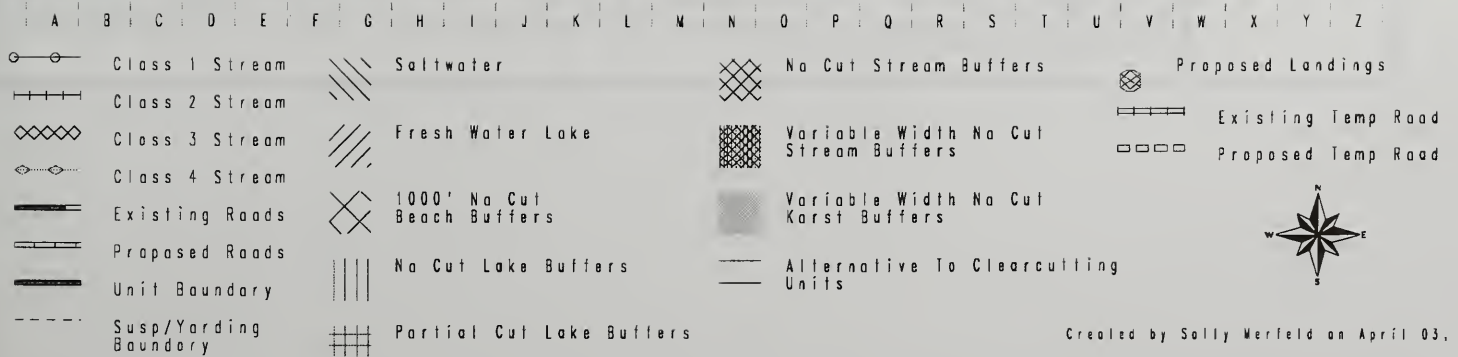 A B C D E F G H I J K L M N O P Q R S T U V W X Y Z
Class 1 Stream
Class 2 Stream
Class 3 Stream
Class 4 Stream
Existing Roads
Proposed Roads
Unit Boundary
Susp/Yarding
Boundary
Saltwater
Fresh Water Lake
1000' No Cut
Beach Buffers
No Cut Lake Buffers
Partial Cut Lake Buffers
No Cut Stream Buffers
Variable Width No Cut
Stream Buffers
Variable Width No Cut
Karst Buffers
Alternative To Clearcutting
Units
Proposed Landings
Existing Temp Road
Proposed Temp Road
N
W E
S
Created by Sally Werfeld on April 03,